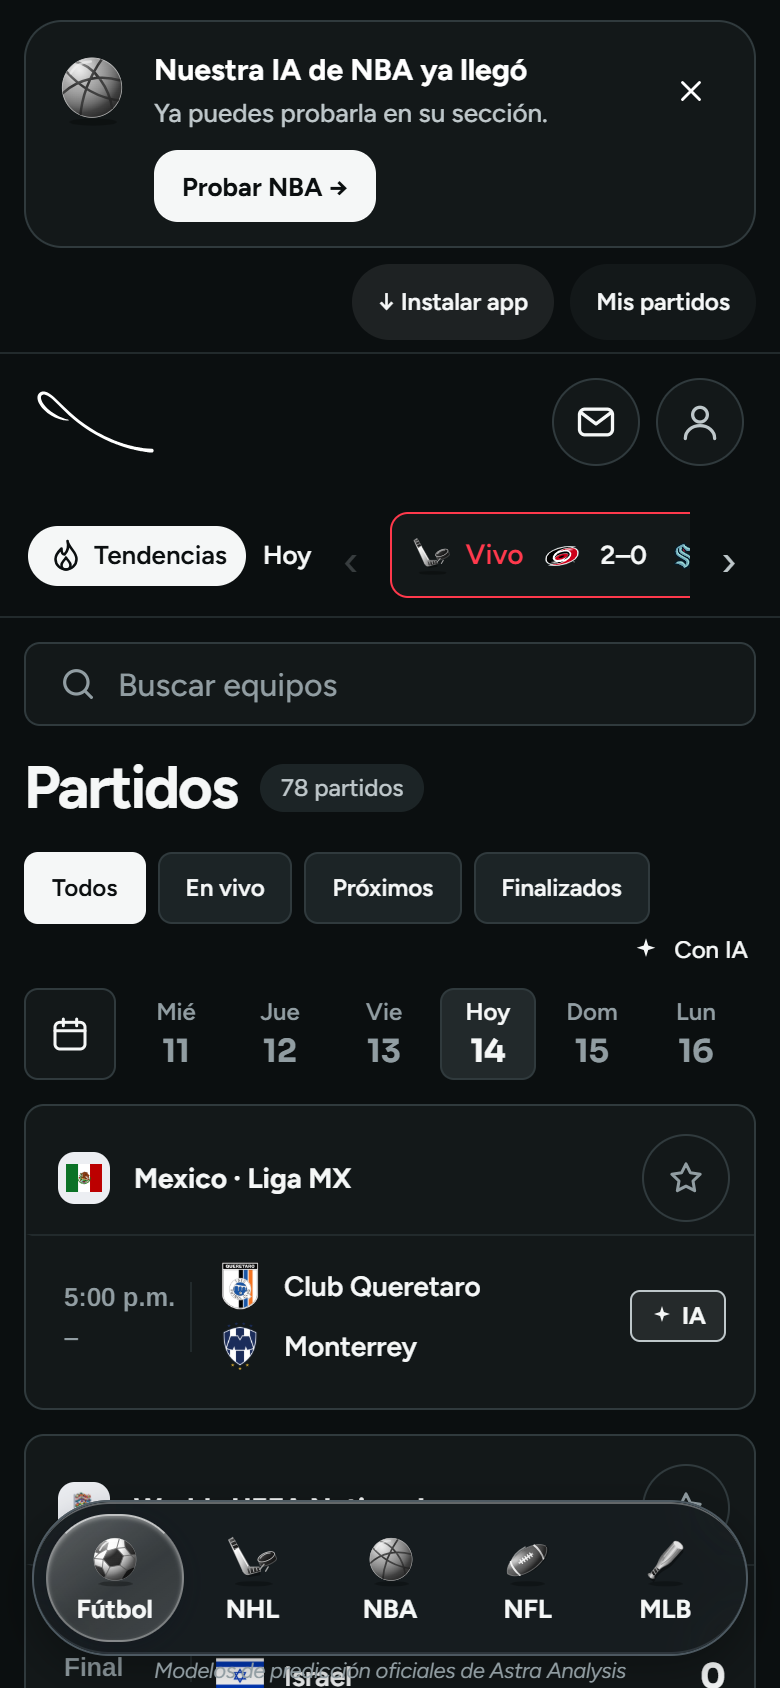 Nuestra IA de NBA ya llegó
Ya puedes probarla en su sección.
Probar NBA →
↓ Instalar app
Mis partidos
Tendencias
Hoy
Vivo
2–0
Buscar equipos
Partidos
78 partidos
Todos
En vivo
Próximos
Finalizados
Con IA
Mié
11
Jue
12
Vie
13
Hoy
14
Dom
15
Lun
16
Mexico · Liga MX
5:00 p.m.
–
QUERETARO
Club Queretaro
Monterrey
IA
Fútbol
NHL
NBA
NFL
MLB
Final
Israel
0
Modelos de predicción oficiales de Astra Analysis